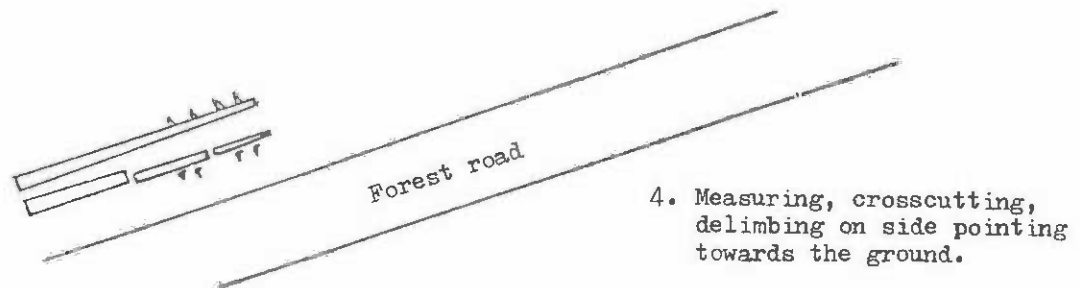 Forest road
4. Measuring, crosscutting,
delimbing on side pointing
towards the ground.